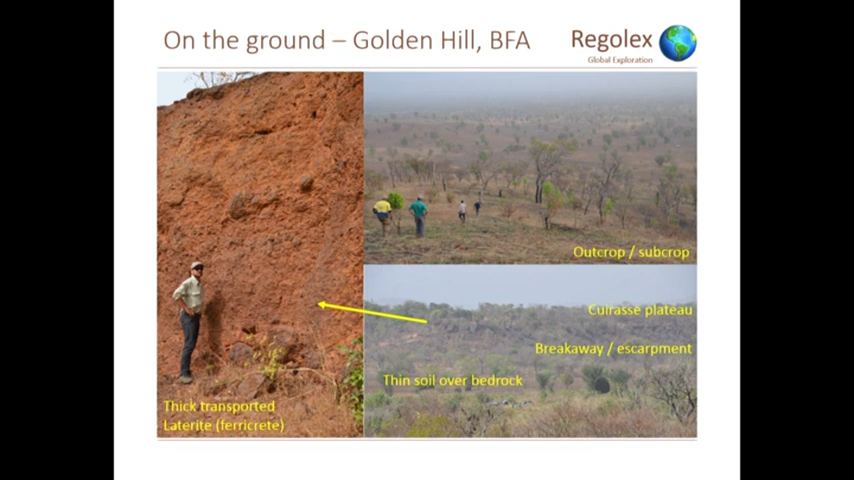 On the ground – Golden Hill, BFA
Regolex
Global Exploration
Outcrop / subcrop
Cuirasse plateau
Breakaway / escarpment
Thin soil over bedrock
Thick transported
Laterite (ferricrete)